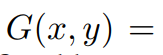 G(x, y) =